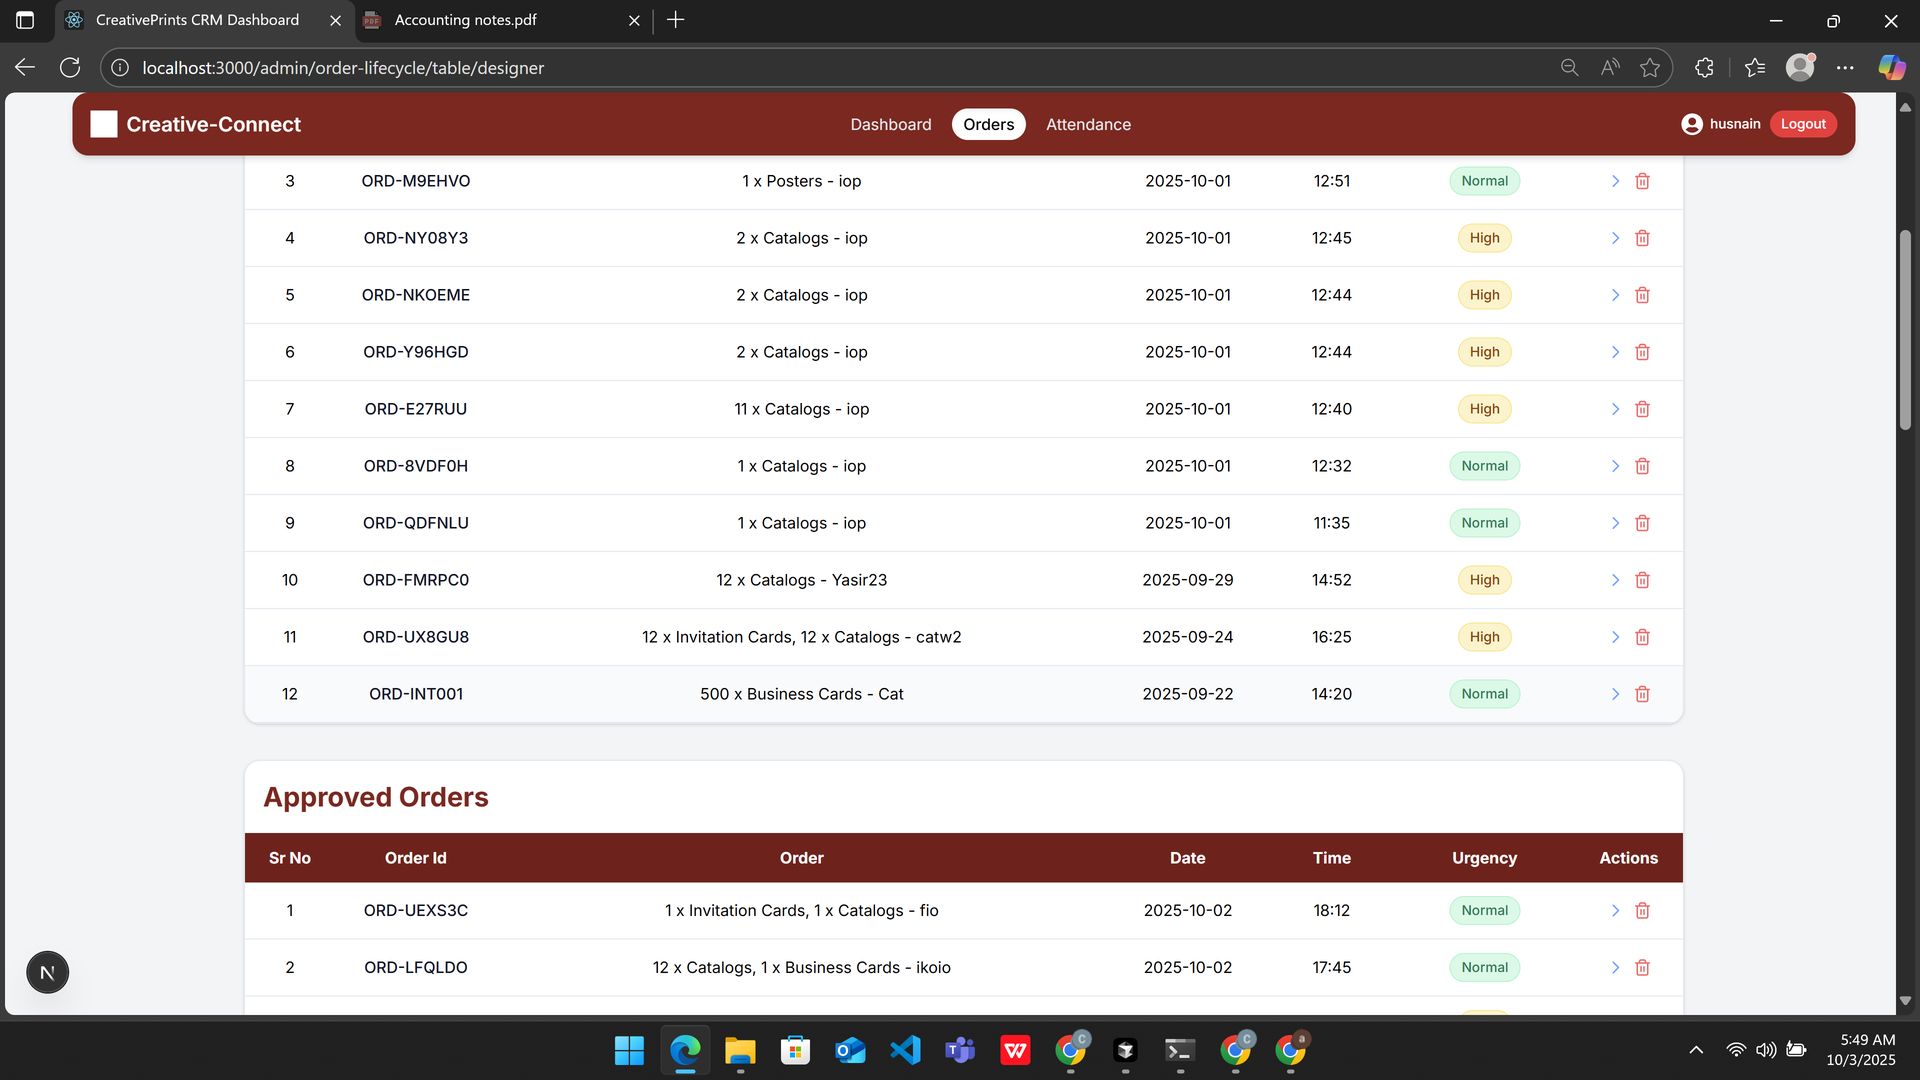 CreativePrints CRM Dashboard
PDF Accounting notes.pdf
localhost:3000/admin/order-lifecycle/table/designer
Creative-Connect Dashboard Orders Attendance husnain Logout
3 ORD-M9EHVO 1 x Posters - iop 2025-10-01 12:51 Normal
4 ORD-NY08Y3 2 x Catalogs - iop 2025-10-01 12:45 High
5 ORD-NKOEME 2 x Catalogs - iop 2025-10-01 12:44 High
6 ORD-Y96HGD 2 x Catalogs - iop 2025-10-01 12:44 High
7 ORD-E27RUU 11 x Catalogs - iop 2025-10-01 12:40 High
8 ORD-8VDF0H 1 x Catalogs - iop 2025-10-01 12:32 Normal
9 ORD-QDFNLU 1 x Catalogs - iop 2025-10-01 11:35 Normal
10 ORD-FMRPC0 12 x Catalogs - Yasir23 2025-09-29 14:52 High
11 ORD-UX8GU8 12 x Invitation Cards, 12 x Catalogs - catw2 2025-09-24 16:25 High
12 ORD-INT001 500 x Business Cards - Cat 2025-09-22 14:20 Normal
Approved Orders
Sr No Order Id Order Date Time Urgency Actions
1 ORD-UEXS3C 1 x Invitation Cards, 1 x Catalogs - fio 2025-10-02 18:12 Normal
2 ORD-LFQLDO 12 x Catalogs, 1 x Business Cards - ikoio 2025-10-02 17:45 Normal
N
5:49 AM
10/3/2025